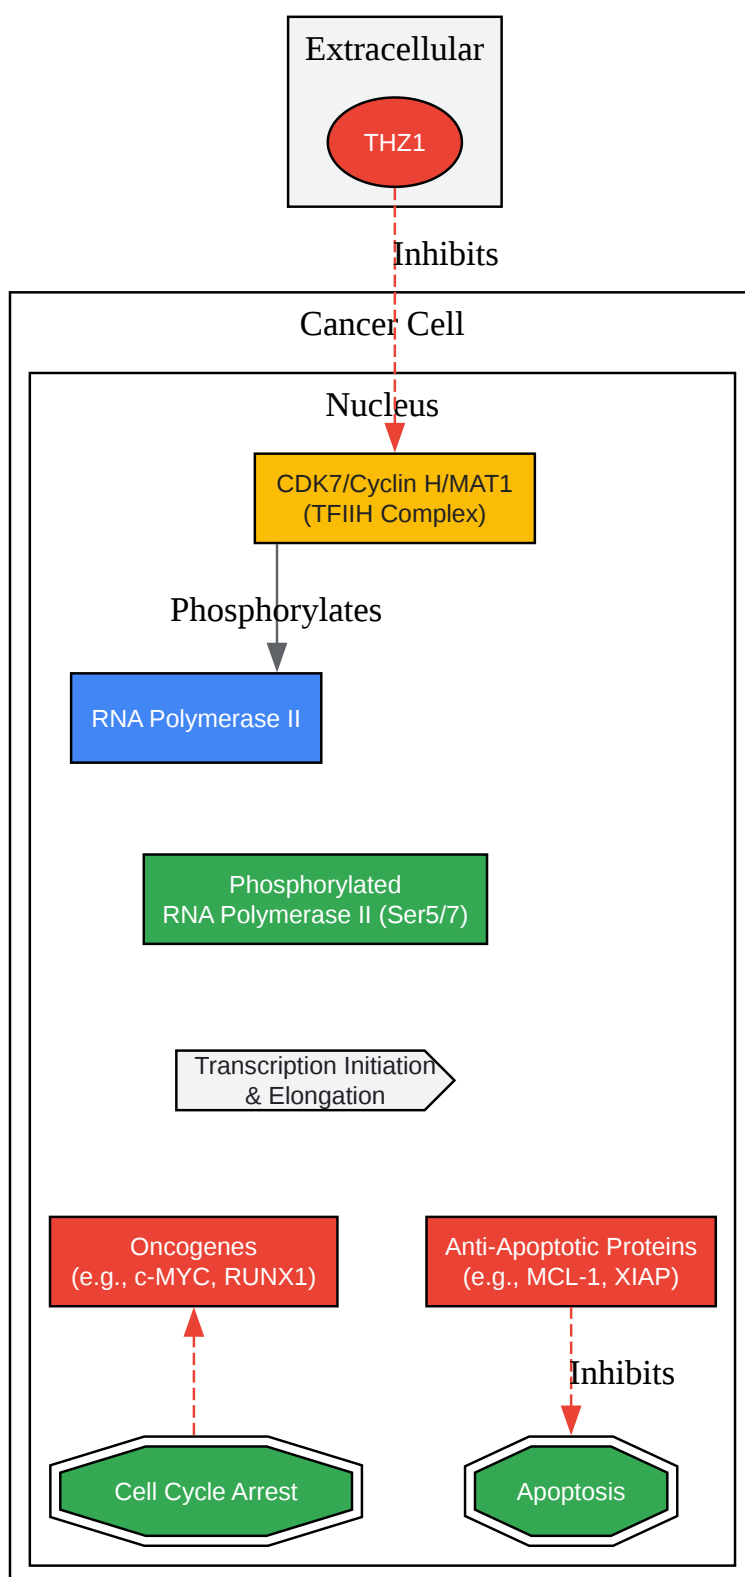 Extracellular
THZ1
Inhibits
Cancer Cell
Nucleus
CDK7/Cyclin H/MAT1
(TFIIH Complex)
Phosphorylates
RNA Polymerase II
Phosphorylated
RNA Polymerase II (Ser5/7)
Transcription Initiation
& Elongation
Oncogenes
(e.g., c-MYC, RUNX1)
Anti-Apoptotic Proteins
(e.g., MCL-1, XIAP)
Inhibits
Cell Cycle Arrest
Apoptosis